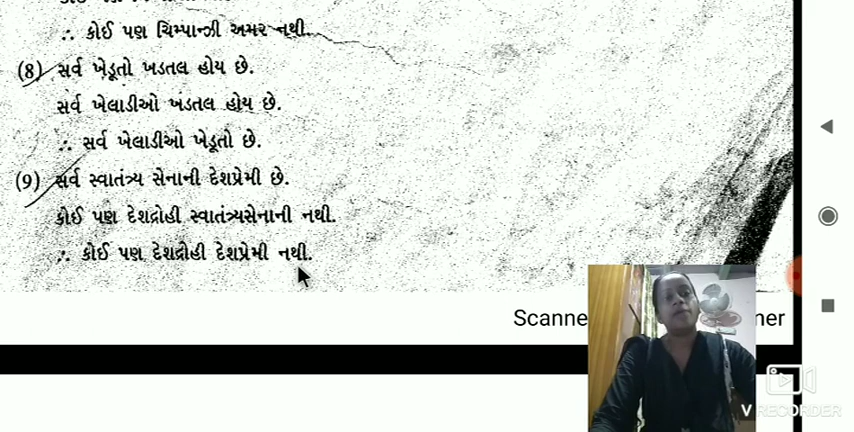 ∴ કોઈ પણ ચિમ્પાન્ઝી અમર નથી.
(8) સર્વ ખેડૂતો ખડતલ હોય છે.
સર્વ ખેલાડીઓ ખડતલ હોય છે.
∴ સર્વ ખેલાડીઓ ખેડૂતો છે.
(9) સર્વ સ્વાતંત્ર્ય સેનાની દેશપ્રેમી છે.
કોઈ પણ દેશદ્રોહી સ્વાતંત્ર્યસેનાની નથી.
∴ કોઈ પણ દેશદ્રોહી દેશપ્રેમી નથી.
Scanne
ner
V RECORDER